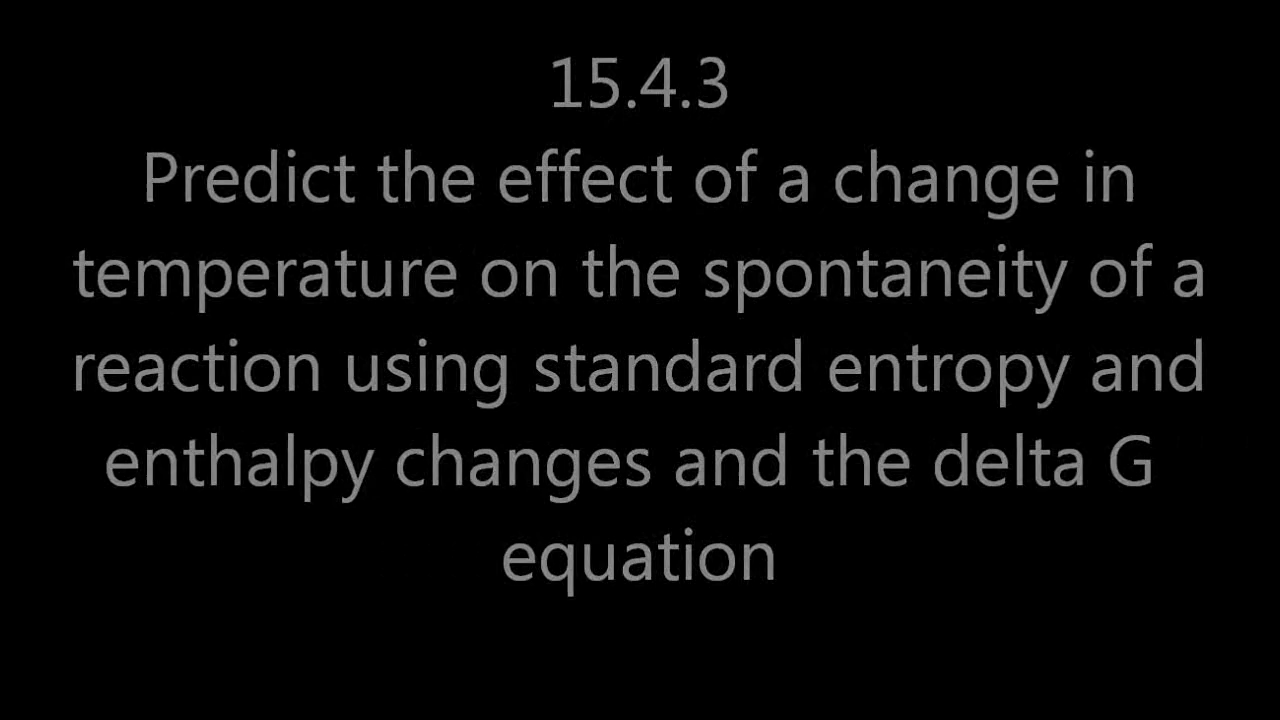 15.4.3
Predict the effect of a change in
temperature on the spontaneity of a
reaction using standard entropy and
enthalpy changes and the delta G
equation